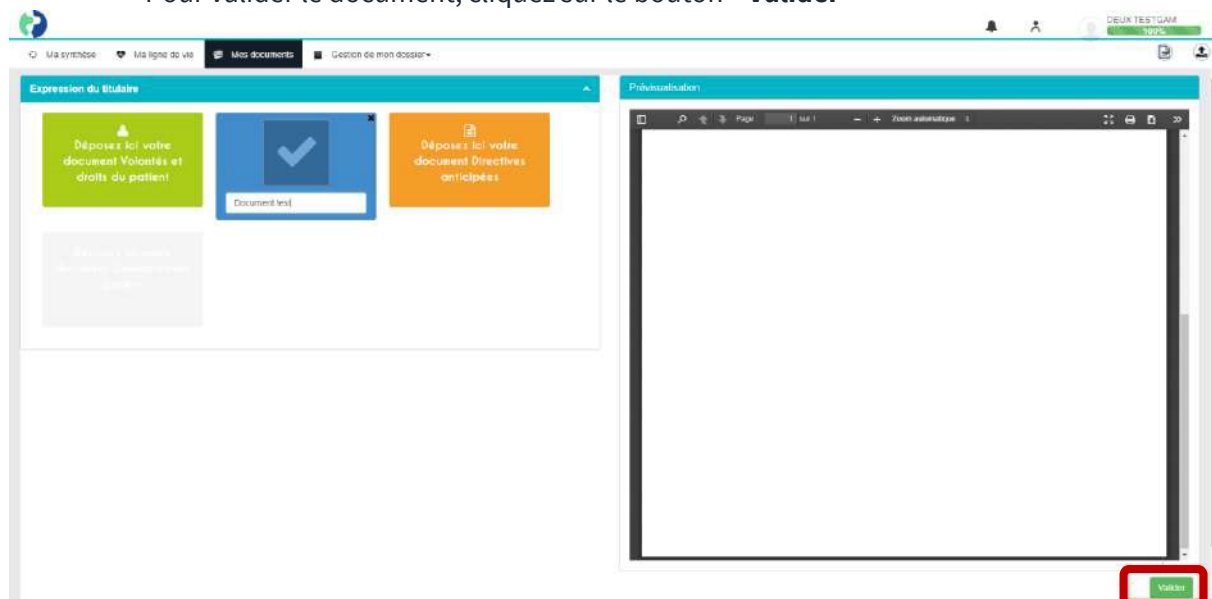 Pour valider le document, cliquez sur le bouton « Valider
DEUX TESTGAM
100%
Ma synthèse Ma ligne de vie Mes documents Gestion de mon dossier
Expression du titulaire
Déposez ici votre
document Volontés et
droits du patient
Document test
Déposez ici votre
document Directives
anticipées
Prévisualisation
Page 1 sur 1 Zoom automatique
Valider